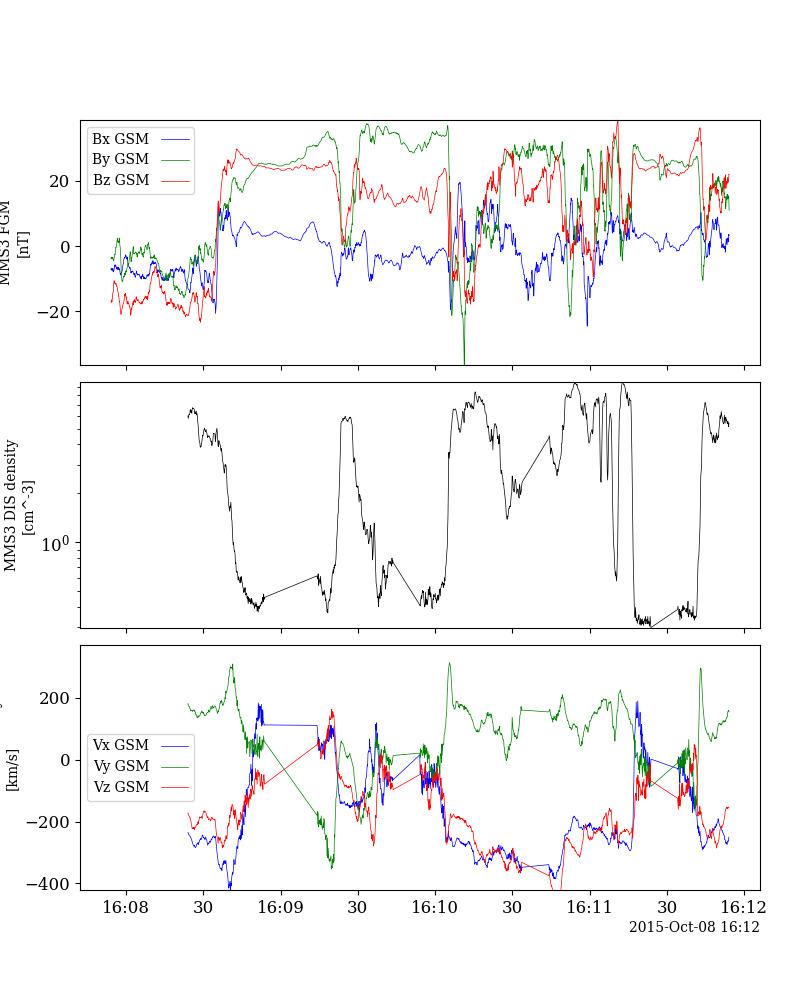 MMS3 FGM
[nT]
20
0
−20
Bx GSM
By GSM
Bz GSM
MMS3 DIS density
[cm^-3]
10^0
[km/s]
200
0
−200
−400
Vx GSM
Vy GSM
Vz GSM
16:08
30
16:09
30
16:10
30
16:11
30
16:12
2015-Oct-08 16:12